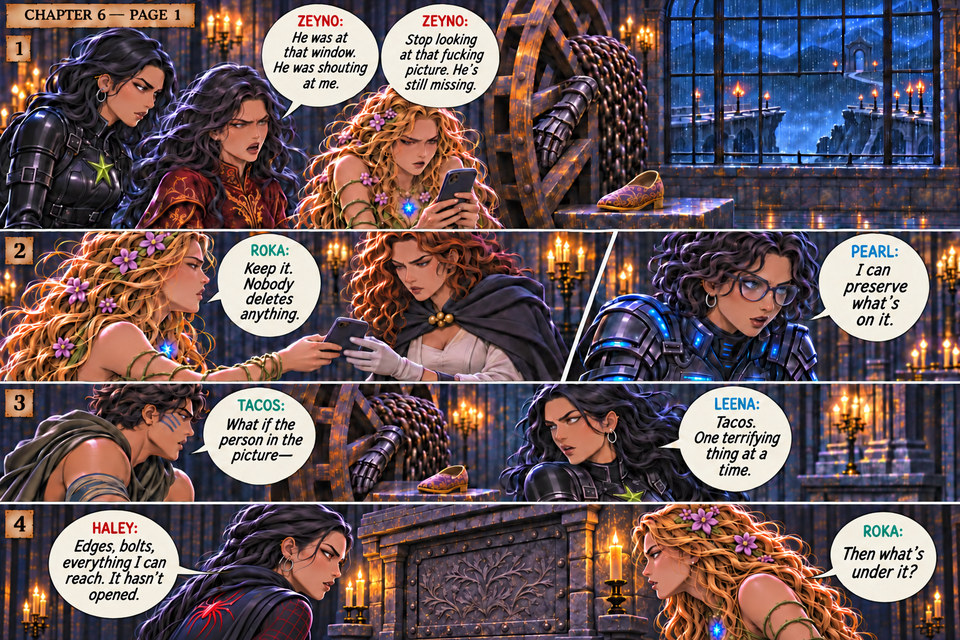 CHAPTER 6 — PAGE 1
1
ZEYNO:
He was at
that window.
He was shouting
at me.
ZEYNO:
Stop looking
at that fucking
picture. He's
still missing.
2
ROKA:
Keep it.
Nobody
deletes
anything.
PEARL:
I can
preserve
what's
on it.
3
TACOS:
What if the
person in the
picture—
LEENA:
Tacos.
One terrifying
thing at a
time.
4
HALEY:
Edges, bolts,
everything I can
reach. It hasn't
opened.
ROKA:
Then what's
under it?